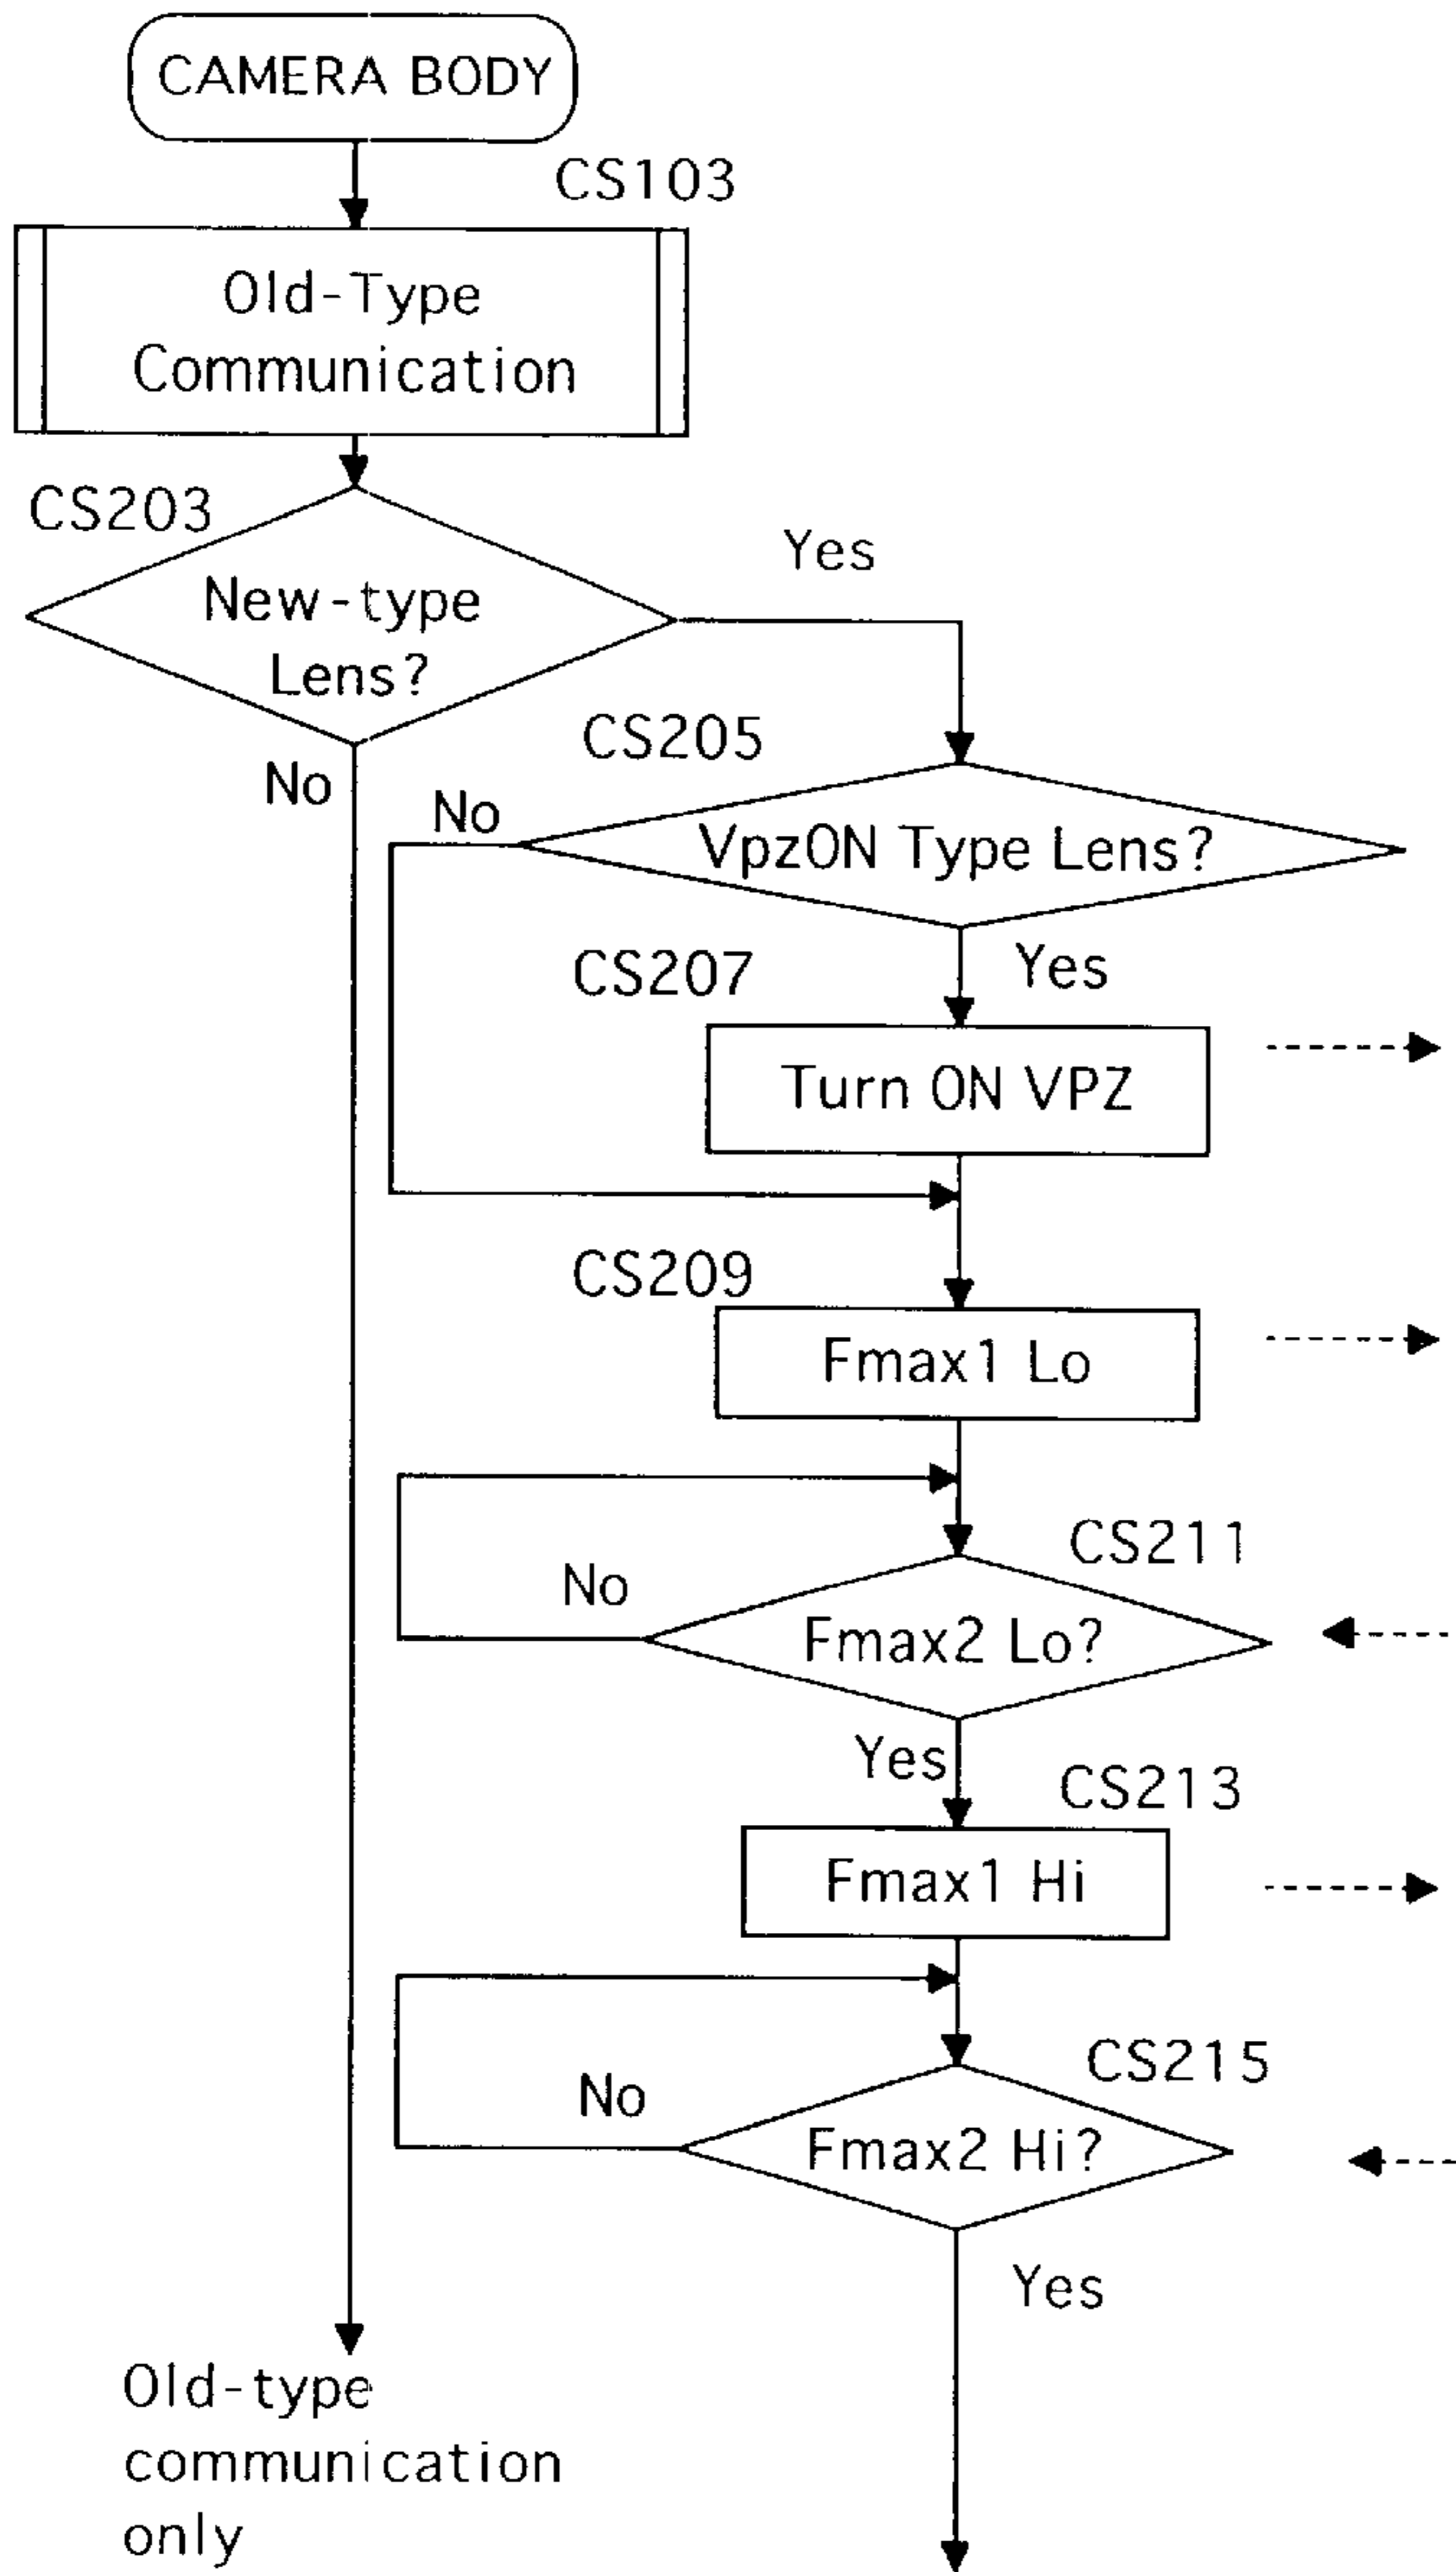 CAMERA BODY
CS103
Old-Type
Communication
CS203
Yes
New-type
Lens?
No
CS205
No
VpzON Type Lens?
CS207
Yes
Turn ON VPZ
CS209
Fmax1 Lo
CS211
No
Fmax2 Lo?
Yes
CS213
Fmax1 Hi
CS215
No
Fmax2 Hi?
Yes
Old-type
communication
only